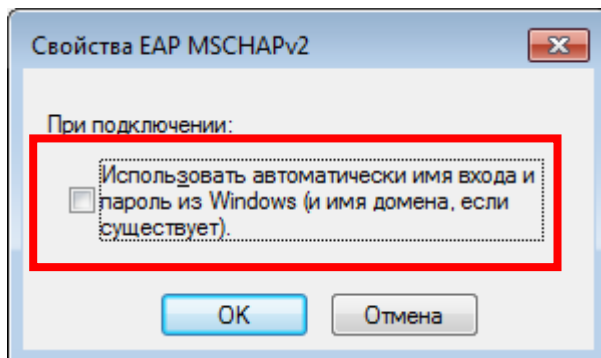 Свойства EAP MSCHAPv2
При подключении:
Использовать автоматически имя входа и
пароль из Windows (и имя домена, если
существует).
OK
Отмена